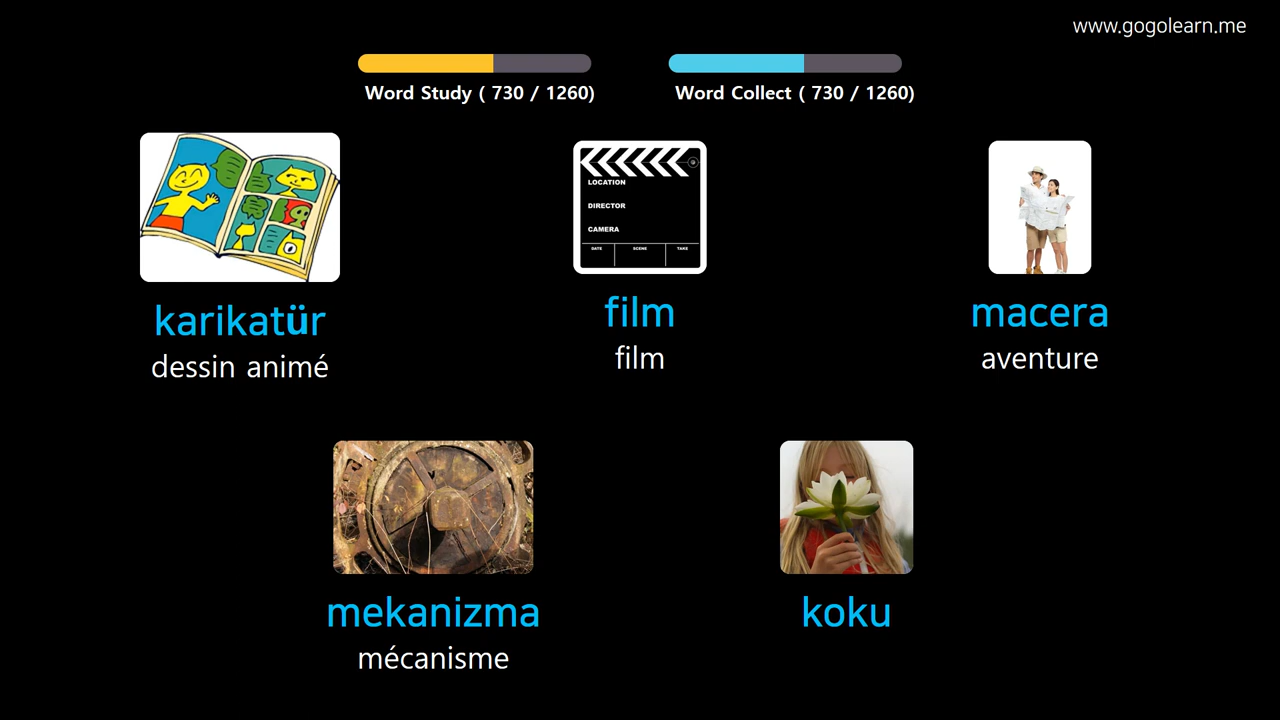 www.gogolearn.me
Word Study ( 730 / 1260)
Word Collect ( 730 / 1260)
LOCATION
DIRECTOR
CAMERA
DATE SCENE TAKE
karikatür
dessin animé
film
film
macera
aventure
mekanizma
mécanisme
koku